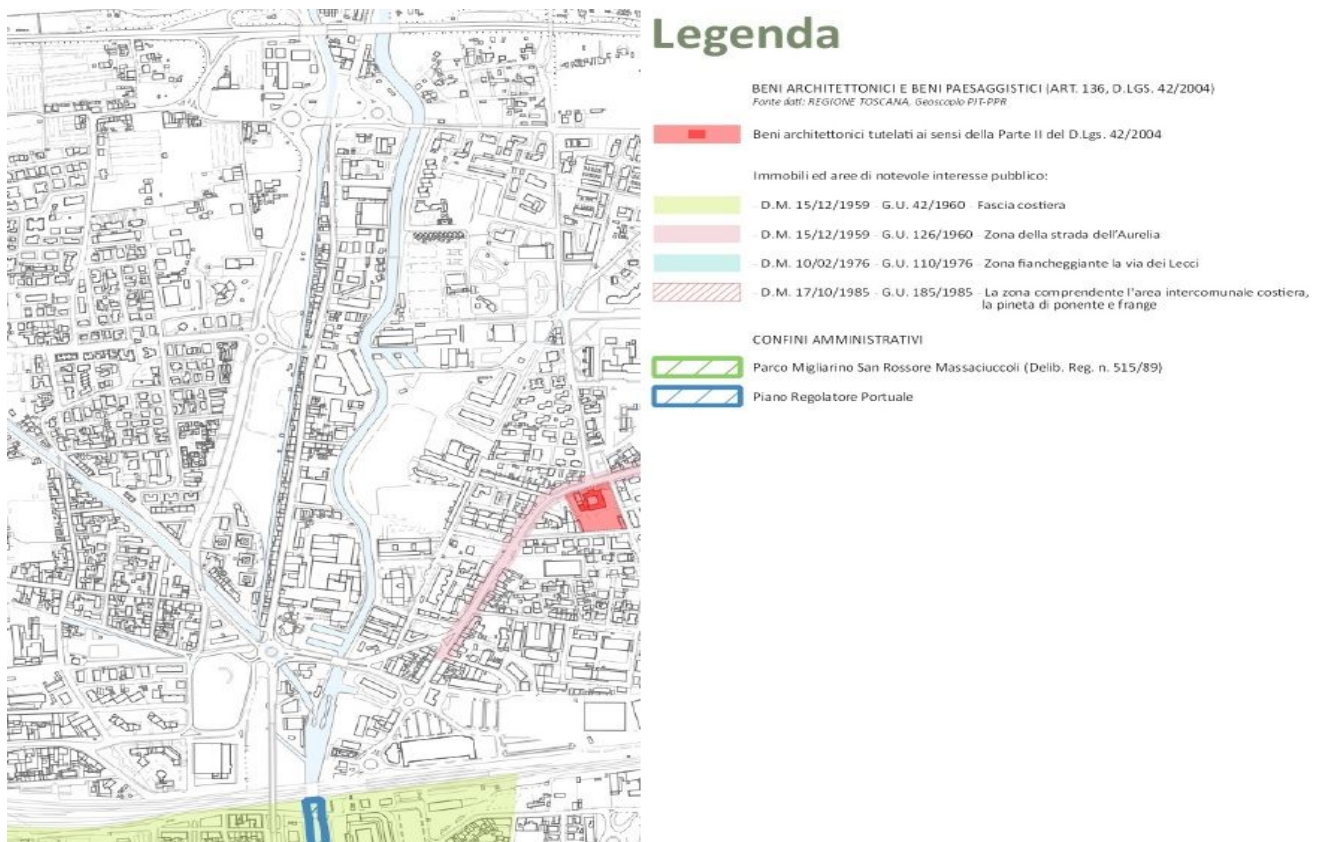 Legenda
BENI ARCHITETTONICI E BENI PAESAGGISTICI (ART. 136, D.LGS. 42/2004)
Fonte dati: REGIONE TOSCANA, Geoscopio PIT-PPR
Beni architettonici tutelati ai sensi della Parte II del D.Lgs. 42/2004
Immobili ed aree di notevole interesse pubblico:
- D.M. 15/12/1959 - G.U. 42/1960 - Fascia costiera
- D.M. 15/12/1959 - G.U. 126/1960 - Zona della strada dell'Aurelia
- D.M. 10/02/1976 - G.U. 110/1976 - Zona fiancheggiante la via dei Lecci
- D.M. 17/10/1985 - G.U. 185/1985 - La zona comprendente l'area intercomunale costiera,
la pineta di ponente e frange
CONFINI AMMINISTRATIVI
Parco Migliarino San Rossore Massaciuccoli (Delib. Reg. n. 515/89)
Piano Regolatore Portuale